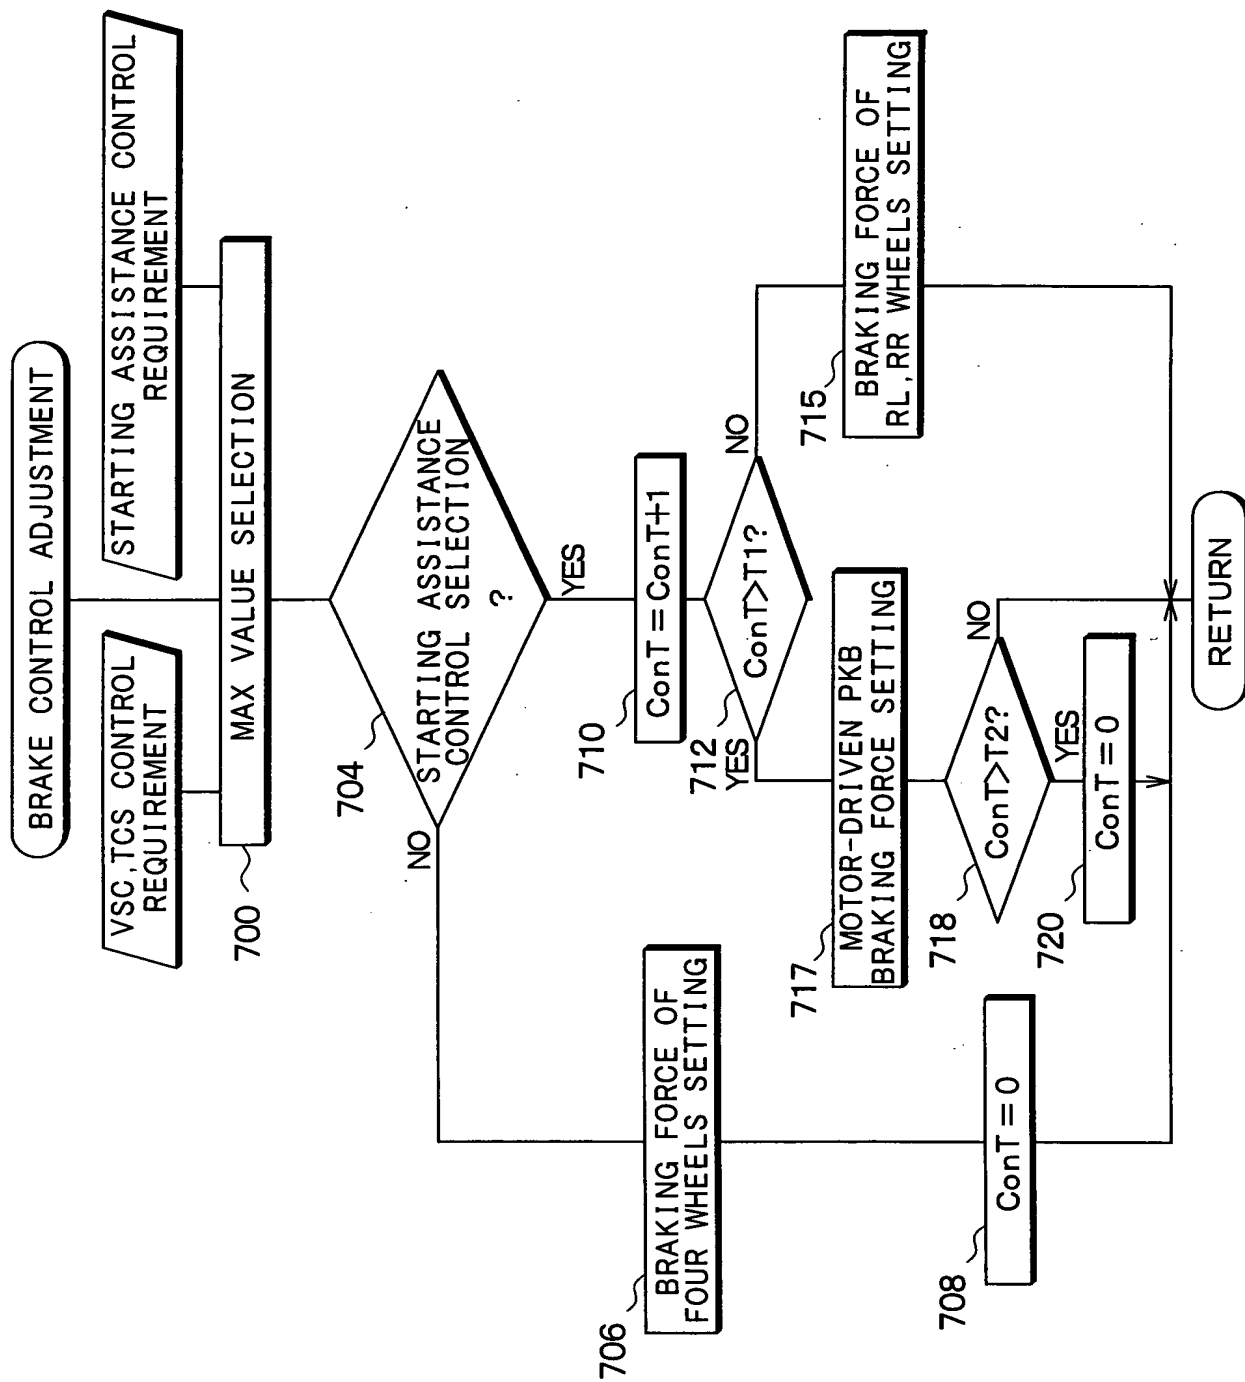 BRAKE CONTROL ADJUSTMENT
VSC,TCS CONTROL
REQUIREMENT
STARTING ASSISTANCE CONTROL
REQUIREMENT
700
MAX VALUE SELECTION
704
STARTING ASSISTANCE
CONTROL SELECTION
?
NO
YES
706
BRAKING FORCE OF
FOUR WHEELS SETTING
710
ConT=ConT+1
712
ConT>T1?
YES
NO
717
MOTOR-DRIVEN PKB
BRAKING FORCE SETTING
715
BRAKING FORCE OF
RL,RR WHEELS SETTING
718
ConT>T2?
NO
YES
708
ConT=0
720
ConT=0
RETURN